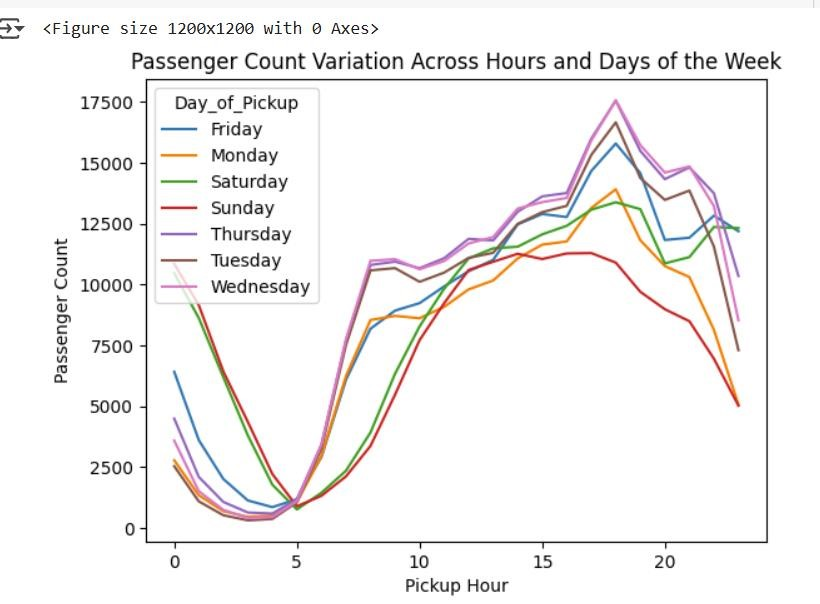 <Figure size 1200x1200 with 0 Axes>
Passenger Count Variation Across Hours and Days of the Week
17500
15000
12500
10000
7500
5000
2500
0
Passenger Count
Day_of_Pickup
Friday
Monday
Saturday
Sunday
Thursday
Tuesday
Wednesday
0 5 10 15 20
Pickup Hour